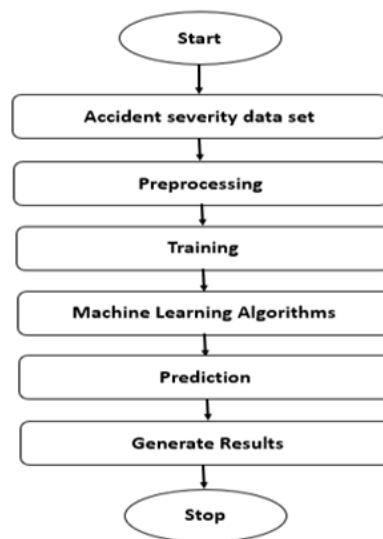 Start
Accident severity data set
Preprocessing
Training
Machine Learning Algorithms
Prediction
Generate Results
Stop